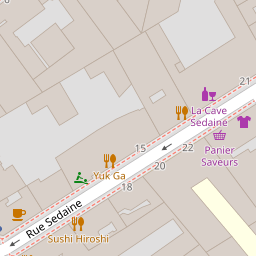 21
La Cave
Sedaine
15
22
Panier
Saveurs
20
Yuk Ga
18
Rue Sedaine
Sushi Hiroshi